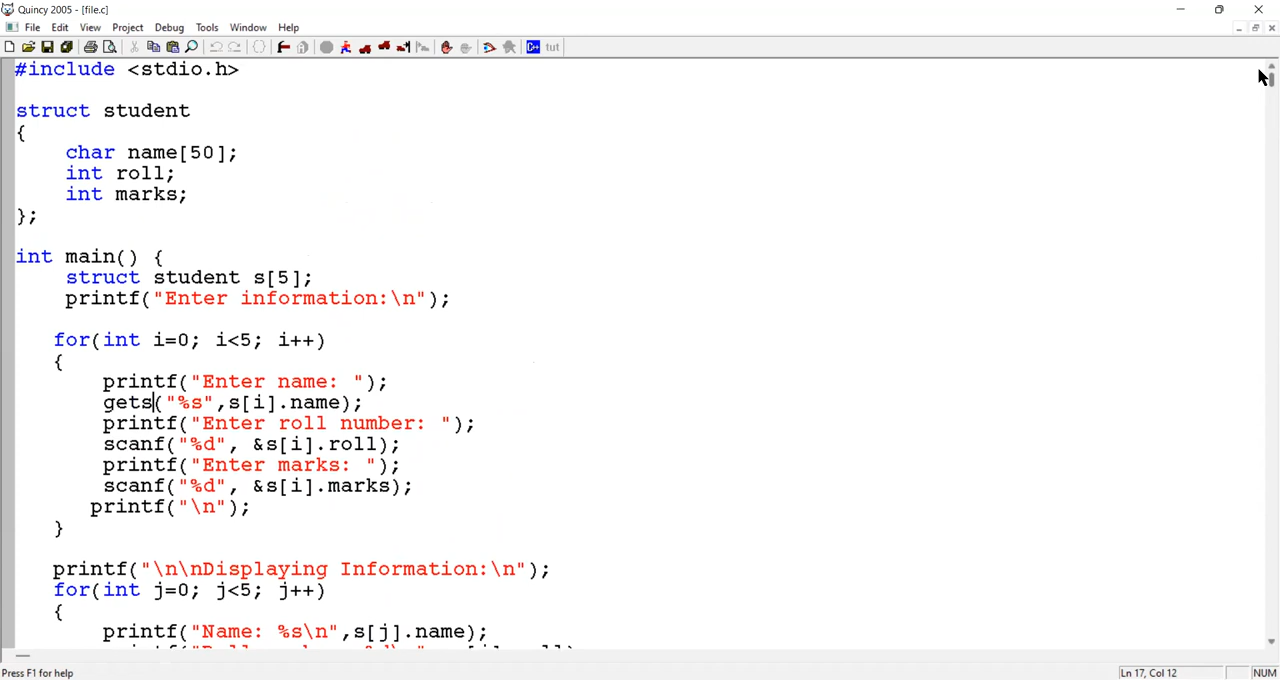 Quincy 2005 - [file.c]
File Edit View Project Debug Tools Window Help
C++ tut
#include <stdio.h>
struct student
{
    char name[50];
    int roll;
    int marks;
};
int main() {
    struct student s[5];
    printf("Enter information:\n");
   for(int i=0; i<5; i++)
   {
       printf("Enter name: ");
       gets("%s",s[i].name);
       printf("Enter roll number: ");
       scanf("%d", &s[i].roll);
       printf("Enter marks: ");
       scanf("%d", &s[i].marks);
      printf("\n");
   }
   printf("\n\nDisplaying Information:\n");
   for(int j=0; j<5; j++)
   {
       printf("Name: %s\n",s[j].name);
Press F1 for help
Ln 17, Col 12
NUM